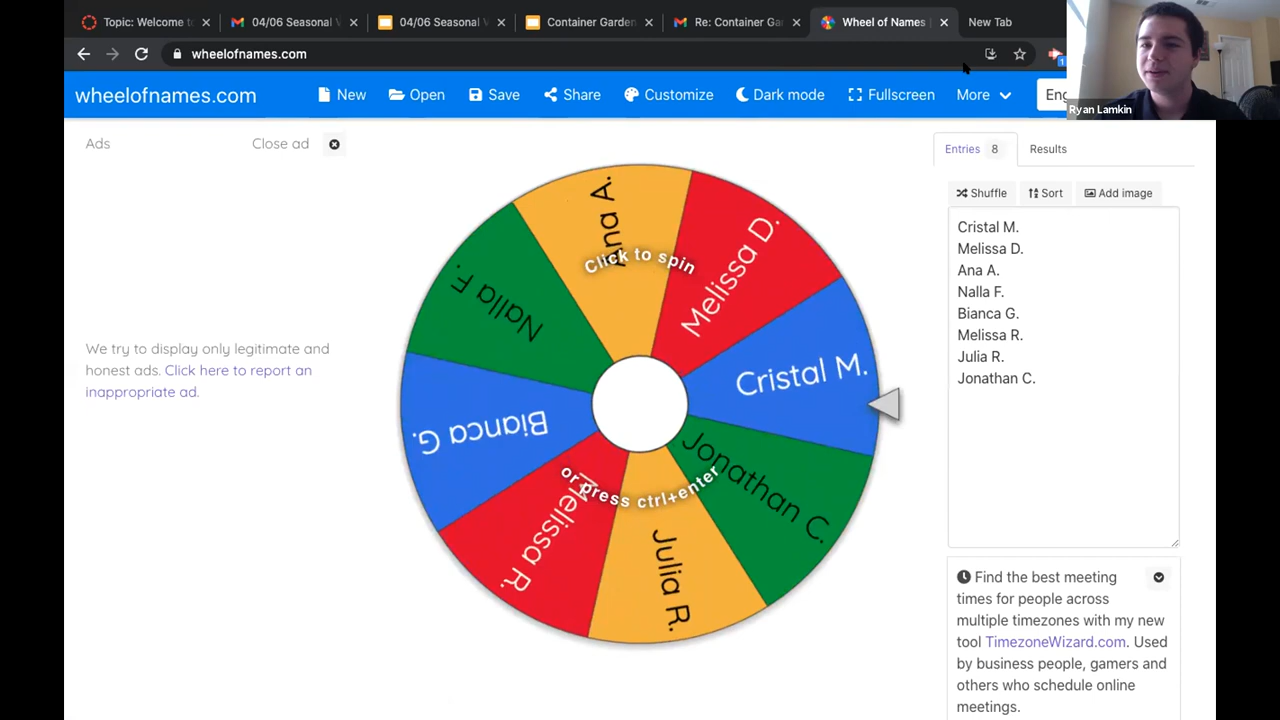 Topic: Welcome to
04/06 Seasonal V
04/06 Seasonal V
Container Garden
Re: Container Ga
Wheel of Names |
New Tab
wheelofnames.com
1
Ryan Lamkin
wheelofnames.com
New
Open
Save
Share
Customize
Dark mode
Fullscreen
More
Eng
Ads
Close ad
Entries 8
Results
Shuffle
Sort
Add image
We try to display only legitimate and
honest ads. Click here to report an
inappropriate ad.
Ana A.
Melissa D.
Cristal M.
Jonathan C.
Julia R.
Melissa R.
Bianca G.
Nalla F.
Click to spin
or press ctrl+enter
Cristal M.
Melissa D.
Ana A.
Nalla F.
Bianca G.
Melissa R.
Julia R.
Jonathan C.
Find the best meeting
times for people across
multiple timezones with my new
tool TimezoneWizard.com. Used
by business people, gamers and
others who schedule online
meetings.